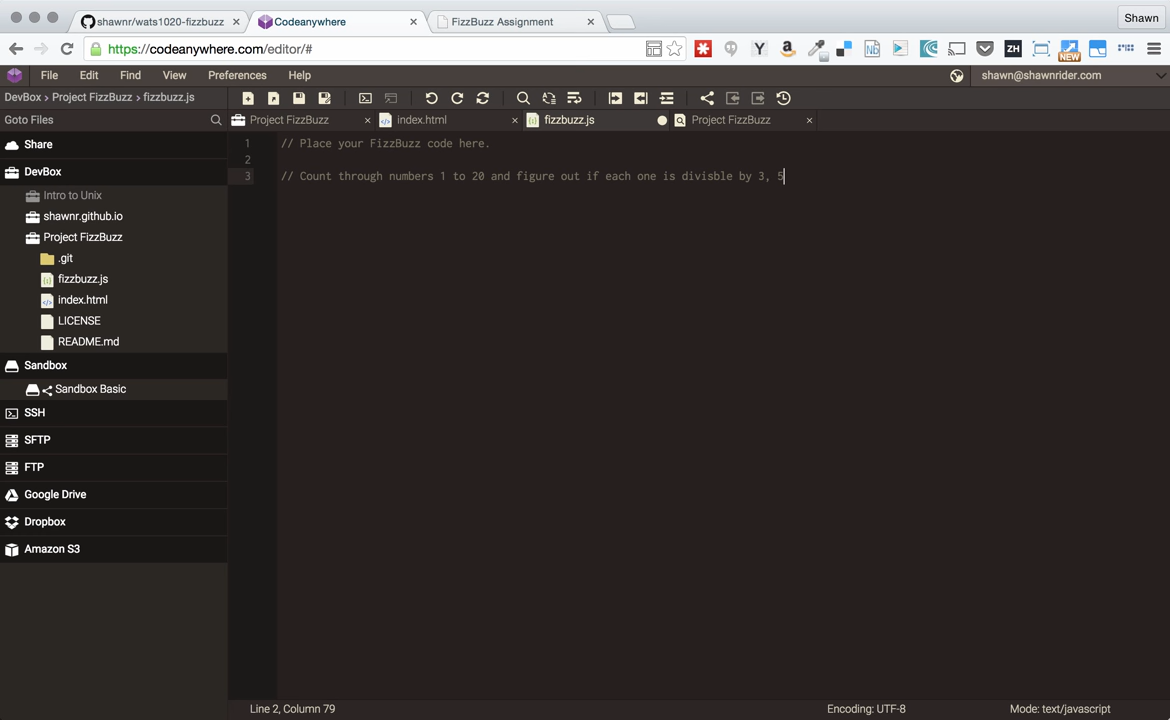 shawnr/wats1020-fizzbuzz
Codeanywhere
FizzBuzz Assignment
Shawn
https://codeanywhere.com/editor/#
Y
a
Nb
ZH
NEW
File Edit Find View Preferences Help
shawn@shawnrider.com
DevBox > Project FizzBuzz > fizzbuzz.js
Goto Files
Project FizzBuzz
index.html
fizzbuzz.js
Project FizzBuzz
Share
DevBox
Intro to Unix
shawnr.github.io
Project FizzBuzz
.git
fizzbuzz.js
index.html
LICENSE
README.md
Sandbox
Sandbox Basic
SSH
SFTP
FTP
Google Drive
Dropbox
Amazon S3
1 // Place your FizzBuzz code here.
2
3 // Count through numbers 1 to 20 and figure out if each one is divisble by 3, 5
Line 2, Column 79
Encoding: UTF-8
Mode: text/javascript